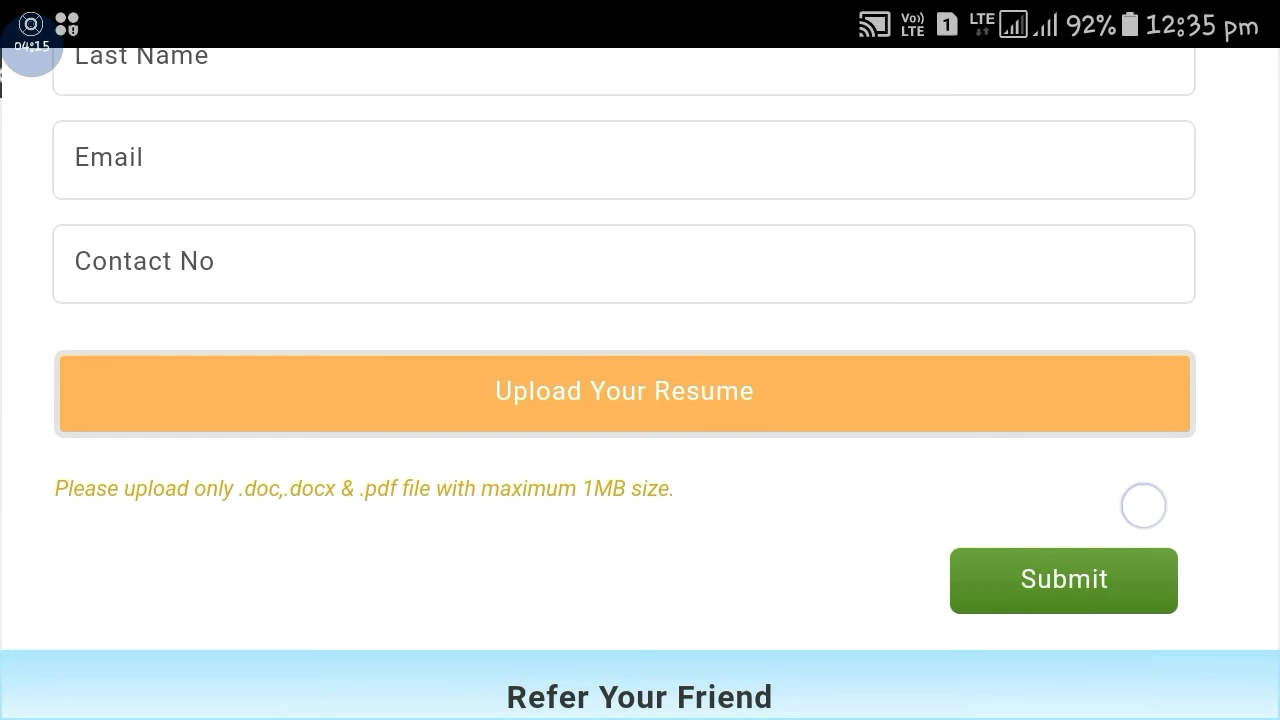 04:15
Vo))
LTE
1
LTE
92%
12:35 pm
Last Name
Email
Contact No
Upload Your Resume
Please upload only .doc,.docx & .pdf file with maximum 1MB size.
Submit
Refer Your Friend